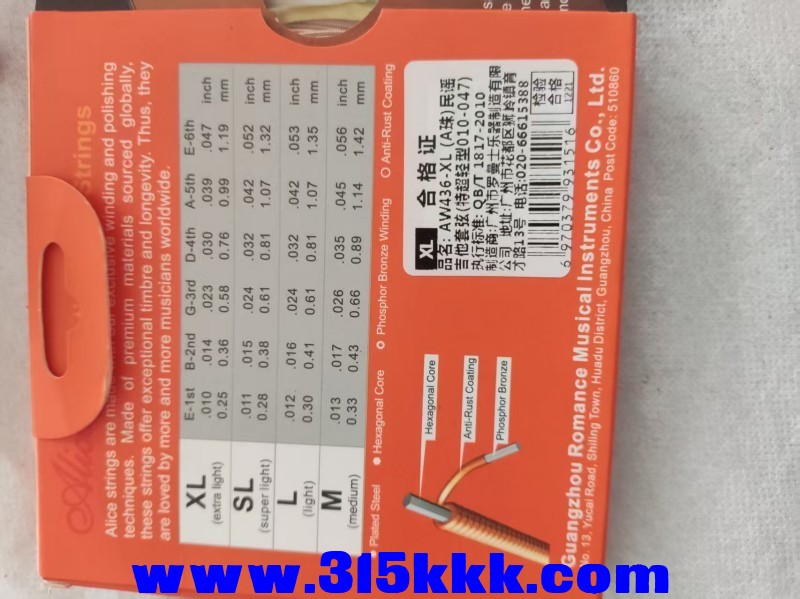 Strings
Alice strings are
exclusive winding and polishing
techniques. Made of premium materials sourced globally,
these strings offer exceptional timbre and longevity. Thus, they
are loved by more and more musicians worldwide.
E-1st B-2nd G-3rd D-4th A-5th E-6th
XL (extra light) .010 .014 .023 .030 .039 .047 inch
0.25 0.36 0.58 0.76 0.99 1.19 mm
SL (super light) .011 .015 .024 .032 .042 .052 inch
0.28 0.38 0.61 0.81 1.07 1.32 mm
L (light) .012 .016 .024 .032 .042 .053 inch
0.30 0.41 0.61 0.81 1.07 1.35 mm
M (medium) .013 .017 .026 .035 .045 .056 inch
0.33 0.43 0.66 0.89 1.14 1.42 mm
Plated Steel Hexagonal Core Phosphor Bronze Winding Anti-Rust Coating
XL 合格证
品名: AW436-XL (A珠)民谣
吉他套弦(特超轻型010-047)
执行标准: QB/T 1817-2010
制造商:广州市罗曼士乐器制造有限
公司 地址:广州市花都区狮岭镇育
才路13号 电话:020-66615388
检验
合格
1221
6 970379 931516
Hexagonal Core
Anti-Rust Coating
Phosphor Bronze
Guangzhou Romance Musical Instruments Co., Ltd.
No. 13, Yucai Road, Shiling Town, Huadu District, Guangzhou, China Post Code: 510860
www.315kkk.com